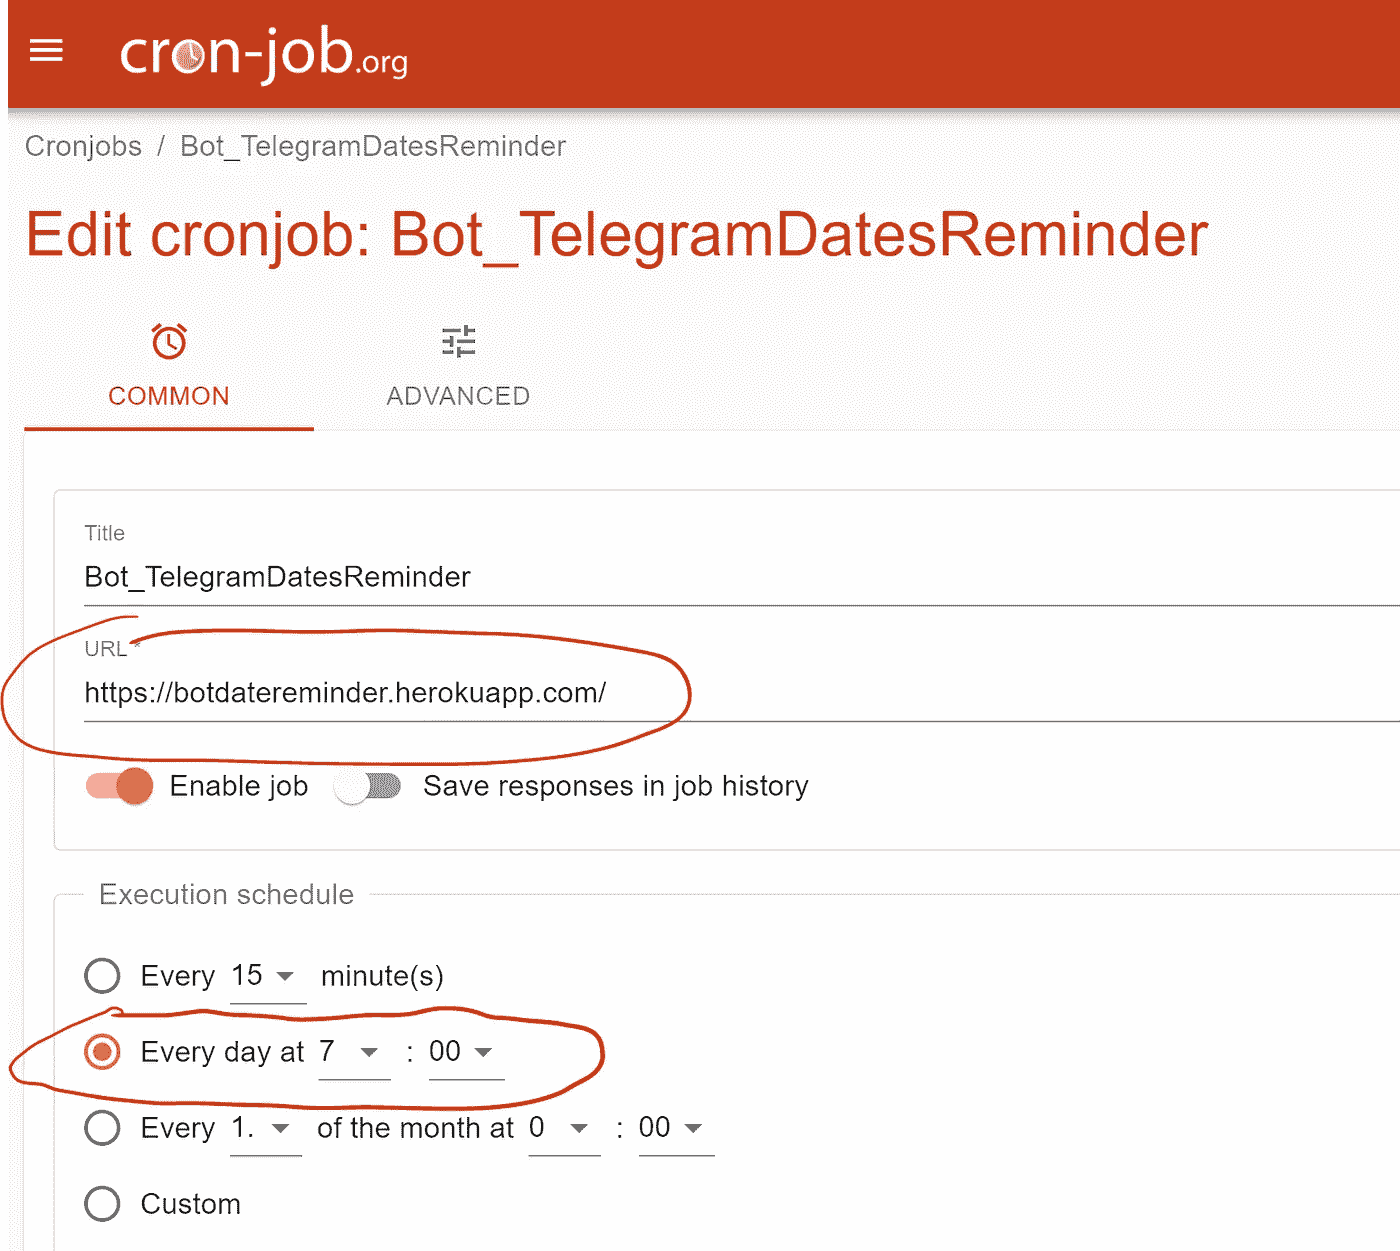 cron-job.org
Cronjobs / Bot_TelegramDatesReminder
Edit cronjob: Bot_TelegramDatesReminder
COMMON ADVANCED
Title
Bot_TelegramDatesReminder
URL *
https://botdatereminder.herokuapp.com/
Enable job Save responses in job history
Execution schedule
Every 15 minute(s)
Every day at 7 : 00
Every 1. of the month at 0 : 00
Custom